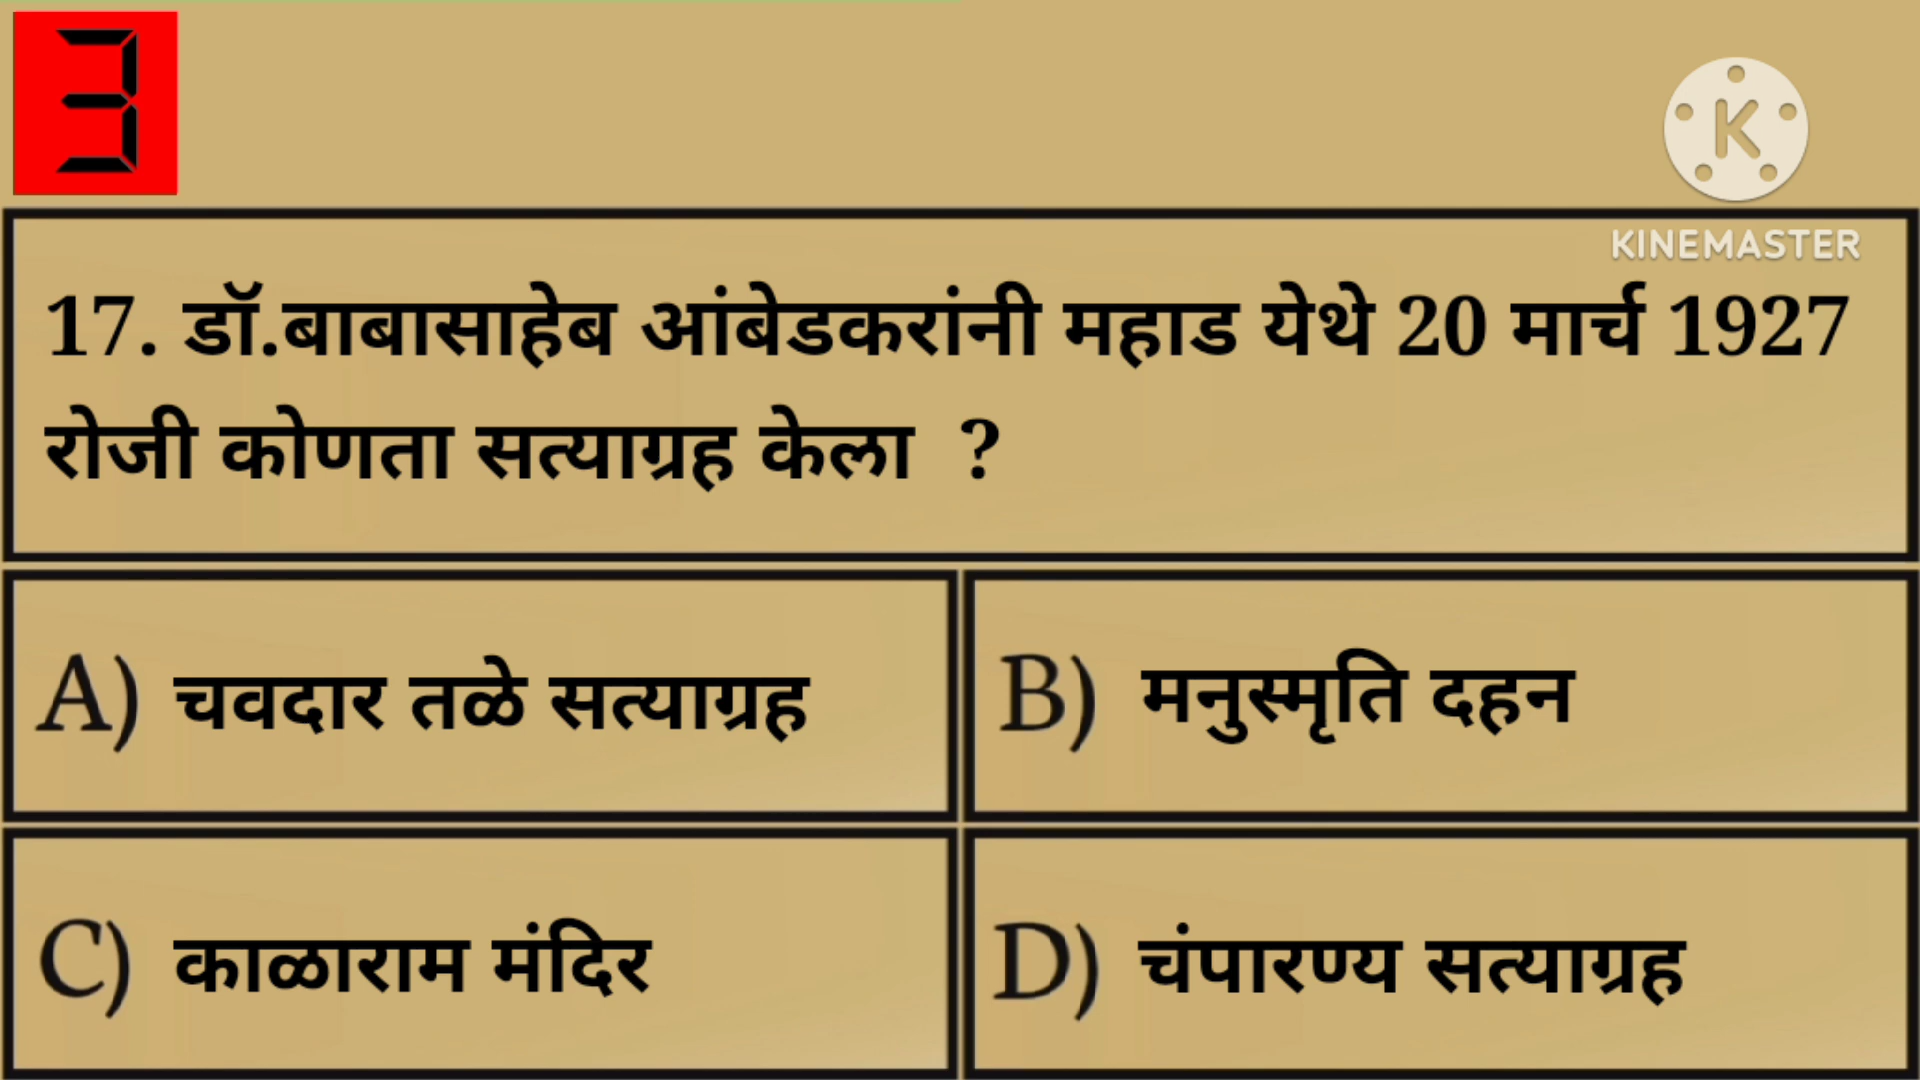 3
KINEMASTER
17. डॉ.बाबासाहेब आंबेडकरांनी महाड येथे 20 मार्च 1927
रोजी कोणता सत्याग्रह केला ?
A) चवदार तळे सत्याग्रह
B) मनुस्मृति दहन
C) काळाराम मंदिर
D) चंपारण्य सत्याग्रह